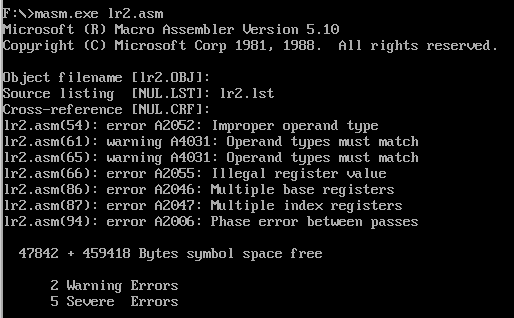 F:\>masm.exe lr2.asm
Microsoft (R) Macro Assembler Version 5.10
Copyright (C) Microsoft Corp 1981, 1988.  All rights reserved.

Object filename [lr2.OBJ]:
Source listing  [NUL.LST]: lr2.lst
Cross-reference [NUL.CRF]:
lr2.asm(54): error A2052: Improper operand type
lr2.asm(61): warning A4031: Operand types must match
lr2.asm(65): warning A4031: Operand types must match
lr2.asm(66): error A2055: Illegal register value
lr2.asm(86): error A2046: Multiple base registers
lr2.asm(87): error A2047: Multiple index registers
lr2.asm(94): error A2006: Phase error between passes

  47842 + 459418 Bytes symbol space free

      2 Warning Errors
      5 Severe  Errors